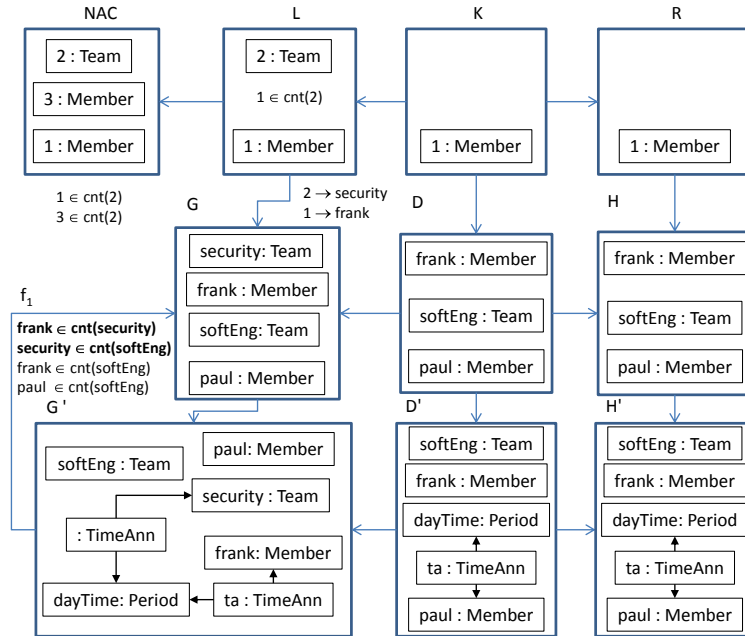 NAC L K R
2 : Team
3 : Member
1 : Member
2 : Team
1 ∈ cnt(2)
1 : Member
1 : Member
1 : Member
1 ∈ cnt(2)
3 ∈ cnt(2)
G
2 → security
1 → frank
D
H
security: Team
frank : Member
softEng: Team
paul : Member
frank : Member
softEng : Team
paul : Member
frank : Member
softEng : Team
paul : Member
f1
frank ∈ cnt(security)
security ∈ cnt(softEng)
frank ∈ cnt(softEng)
paul ∈ cnt(softEng)
G '
D'
H'
paul: Member
softEng : Team
security : Team
: TimeAnn
frank: Member
dayTime: Period
ta : TimeAnn
softEng : Team
frank : Member
dayTime: Period
ta : TimeAnn
paul : Member
softEng : Team
frank : Member
dayTime: Period
ta : TimeAnn
paul : Member